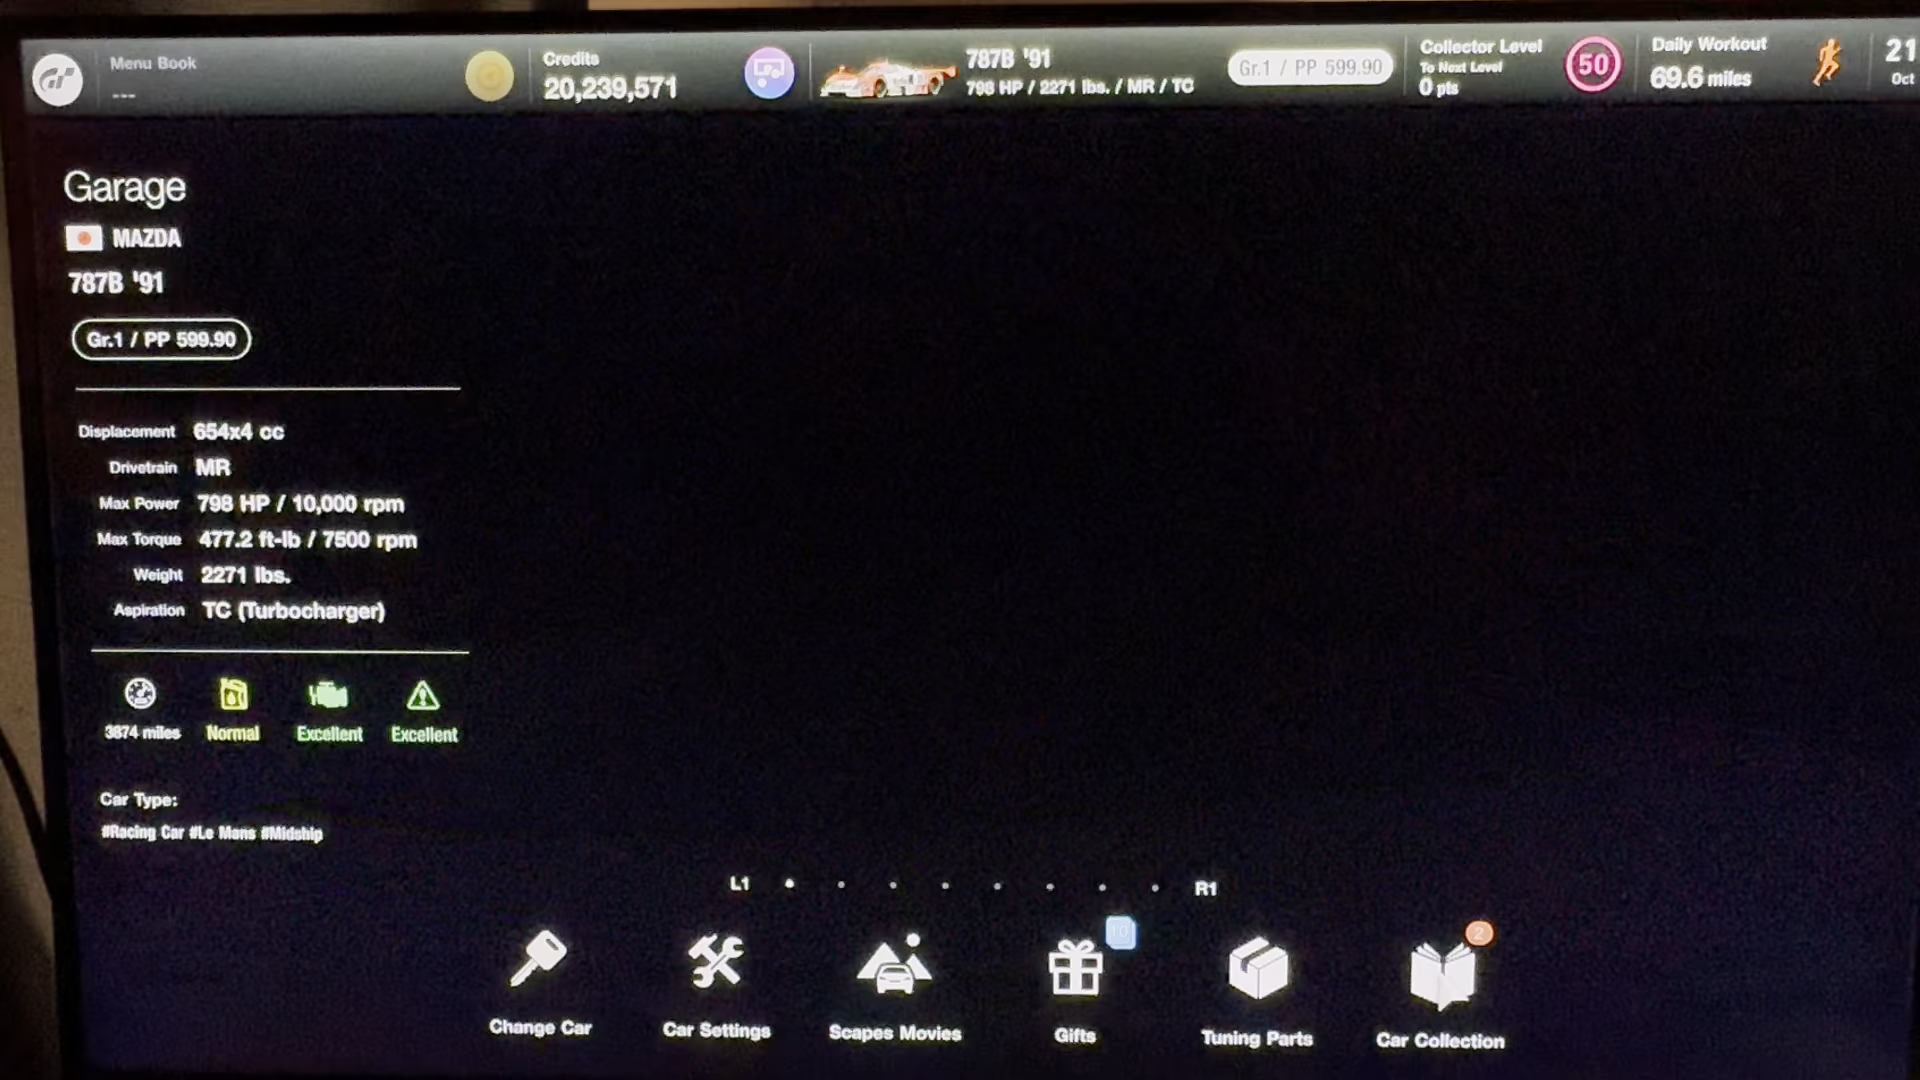 Menu Book
---
Credits
20,239,571
787B '91
798 HP / 2271 lbs. / MR / TC
Gr.1 / PP 599.90
Collector Level
To Next Level
0 pts
50
Daily Workout
69.6 miles
21
Oct
Garage
MAZDA
787B '91
Gr.1 / PP 599.90
Displacement 654x4 cc
Drivetrain MR
Max Power 798 HP / 10,000 rpm
Max Torque 477.2 ft-lb / 7500 rpm
Weight 2271 lbs.
Aspiration TC (Turbocharger)
3874 miles
Normal
Excellent
Excellent
Car Type:
#Racing Car #Le Mans #Midship
L1
R1
10
2
Change Car
Car Settings
Scapes Movies
Gifts
Tuning Parts
Car Collection